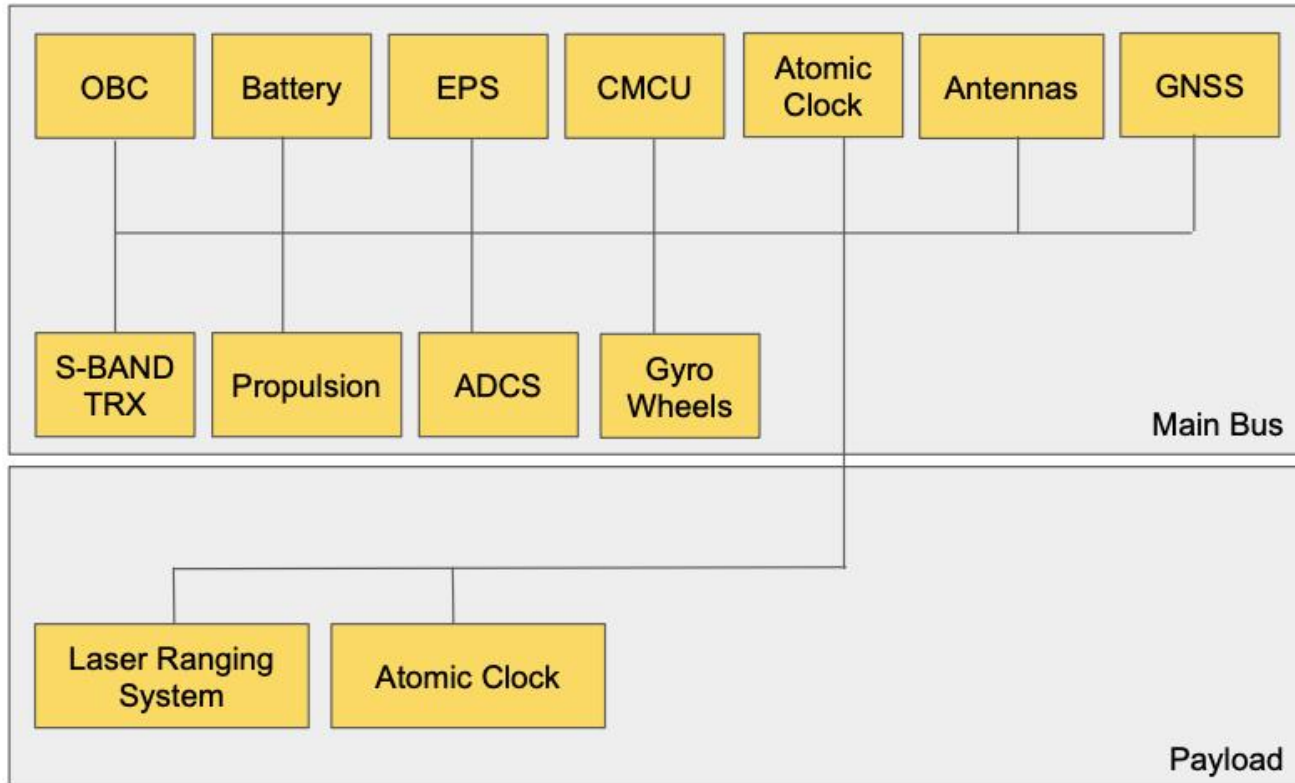 OBC
Battery
EPS
CMCU
Atomic
Clock
Antennas
GNSS
S-BAND
TRX
Propulsion
ADCS
Gyro
Wheels
Main Bus
Laser Ranging
System
Atomic Clock
Payload